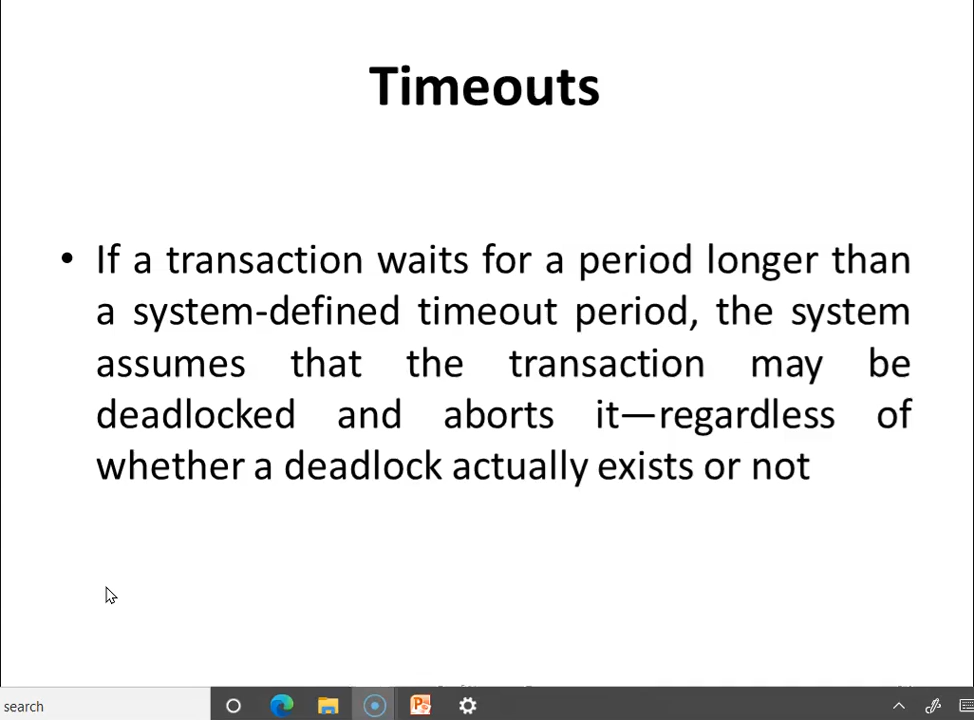 Timeouts
• If a transaction waits for a period longer than
a system-defined timeout period, the system
assumes that the transaction may be
deadlocked and aborts it—regardless of
whether a deadlock actually exists or not
search